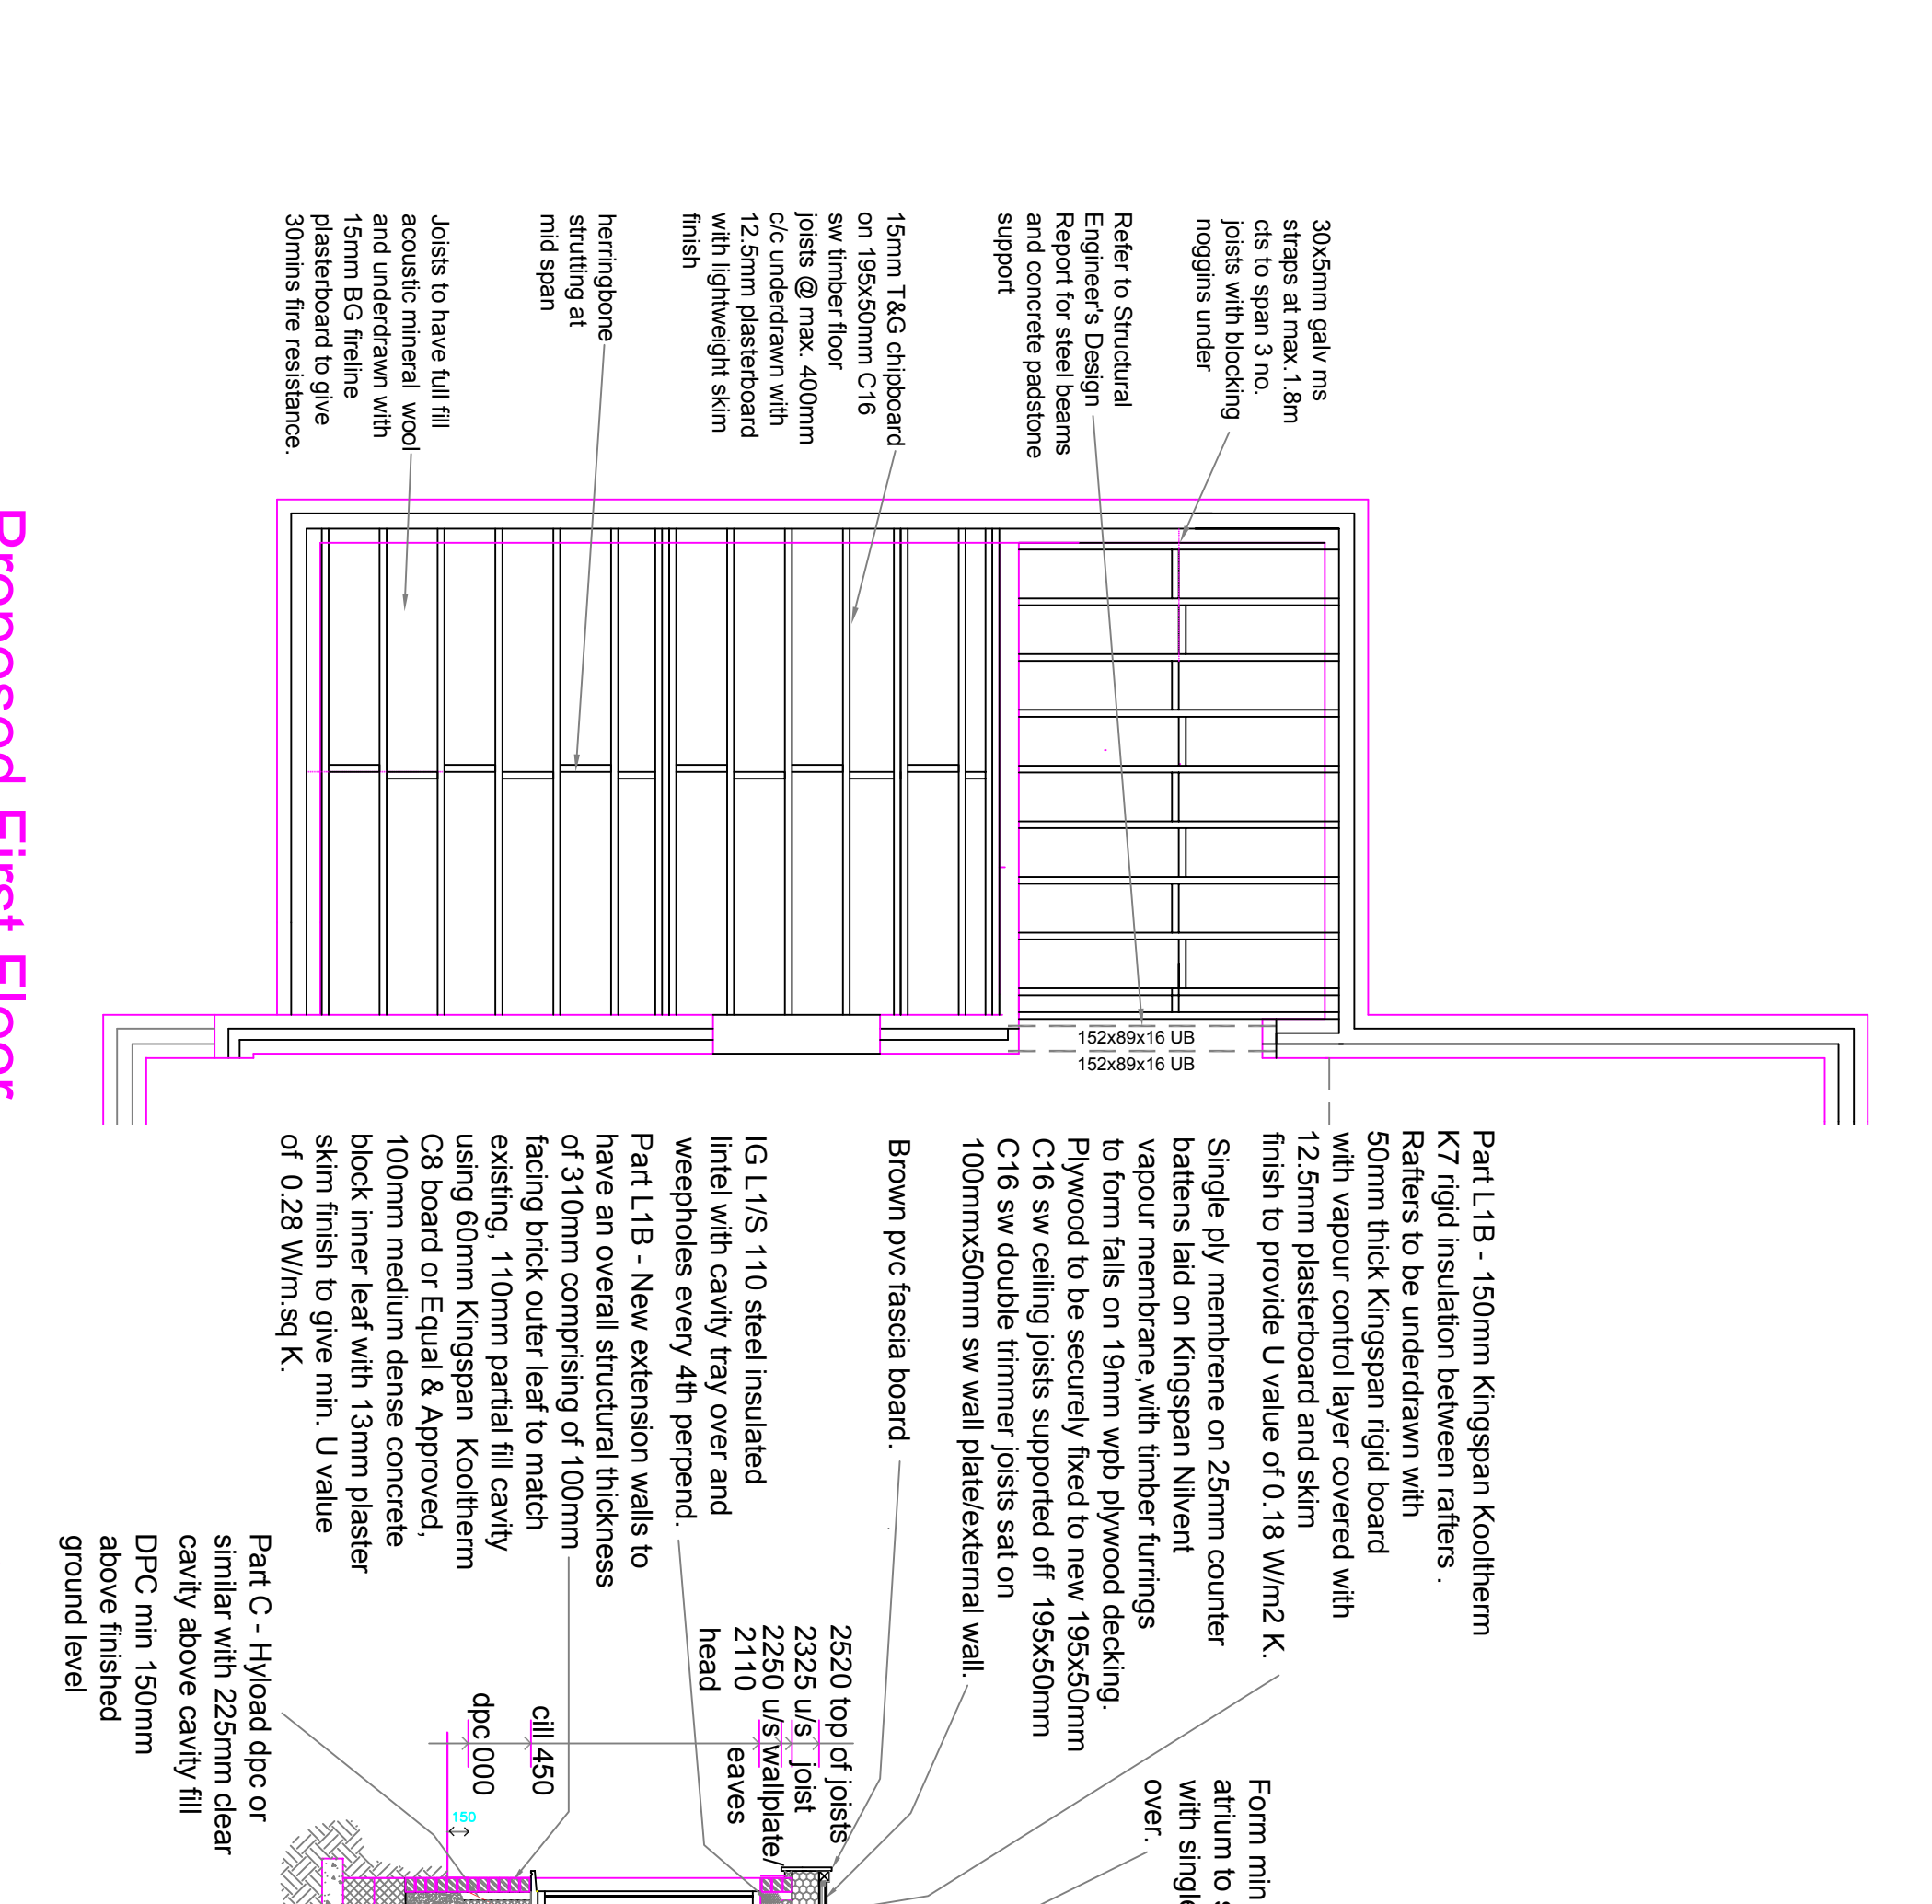 30x5mm galv ms
straps at max.1.8m
cts to span 3 no.
joists with blocking
noggins under
Refer to Structural
Engineer's Design
Report for steel beams
and concrete padstone
support
15mm T&G chipboard
on 195x50mm C16
sw timber floor
joists @ max. 400mm
c/c underdrawn with
12.5mm plasterboard
with lightweight skim
finish
herringbone
strutting at
mid span
Joists to have full fill
acoustic mineral wool
and underdrawn with
15mm BG fireline
plasterboard to give
30mins fire resistance.
Proposed First Floor
152x89x16 UB
152x89x16 UB
Part L1B - 150mm Kingspan Kooltherm
K7 rigid insulation between rafters .
Rafters to be underdrawn with
50mm thick Kingspan rigid board
with vapour control layer covered with
12.5mm plasterboard and skim
finish to provide U value of 0.18 W/m2 K.
Single ply membrene on 25mm counter
battens laid on Kingspan Nilvent
vapour membrane,with timber furrings
to form falls on 19mm wpb plywood decking.
Plywood to be securely fixed to new 195x50mm
C16 sw ceiling joists supported off 195x50mm
C16 sw double trimmer joists sat on
100mmx50mm sw wall plate/external wall.
Brown pvc fascia board.
IG L1/S 110 steel insulated
lintel with cavity tray over and
weepholes every 4th perpend.
Part L1B - New extension walls to
have an overall structural thickness
of 310mm comprising of 100mm
facing brick outer leaf to match
existing, 110mm partial fill cavity
using 60mm Kingspan Kooltherm
C8 board or Equal & Approved,
100mm medium dense concrete
block inner leaf with 13mm plaster
skim finish to give min. U value
of 0.28 W/m.sq K.
Part C - Hyload dpc or
similar with 225mm clear
cavity above cavity fill
DPC min 150mm
above finished
ground level
2520 top of joists
2325 u/s joist
2250 u/s wallplate/
eaves
2110
head
cill 450
dpc 000
150
Form min
atrium to
with single
over.